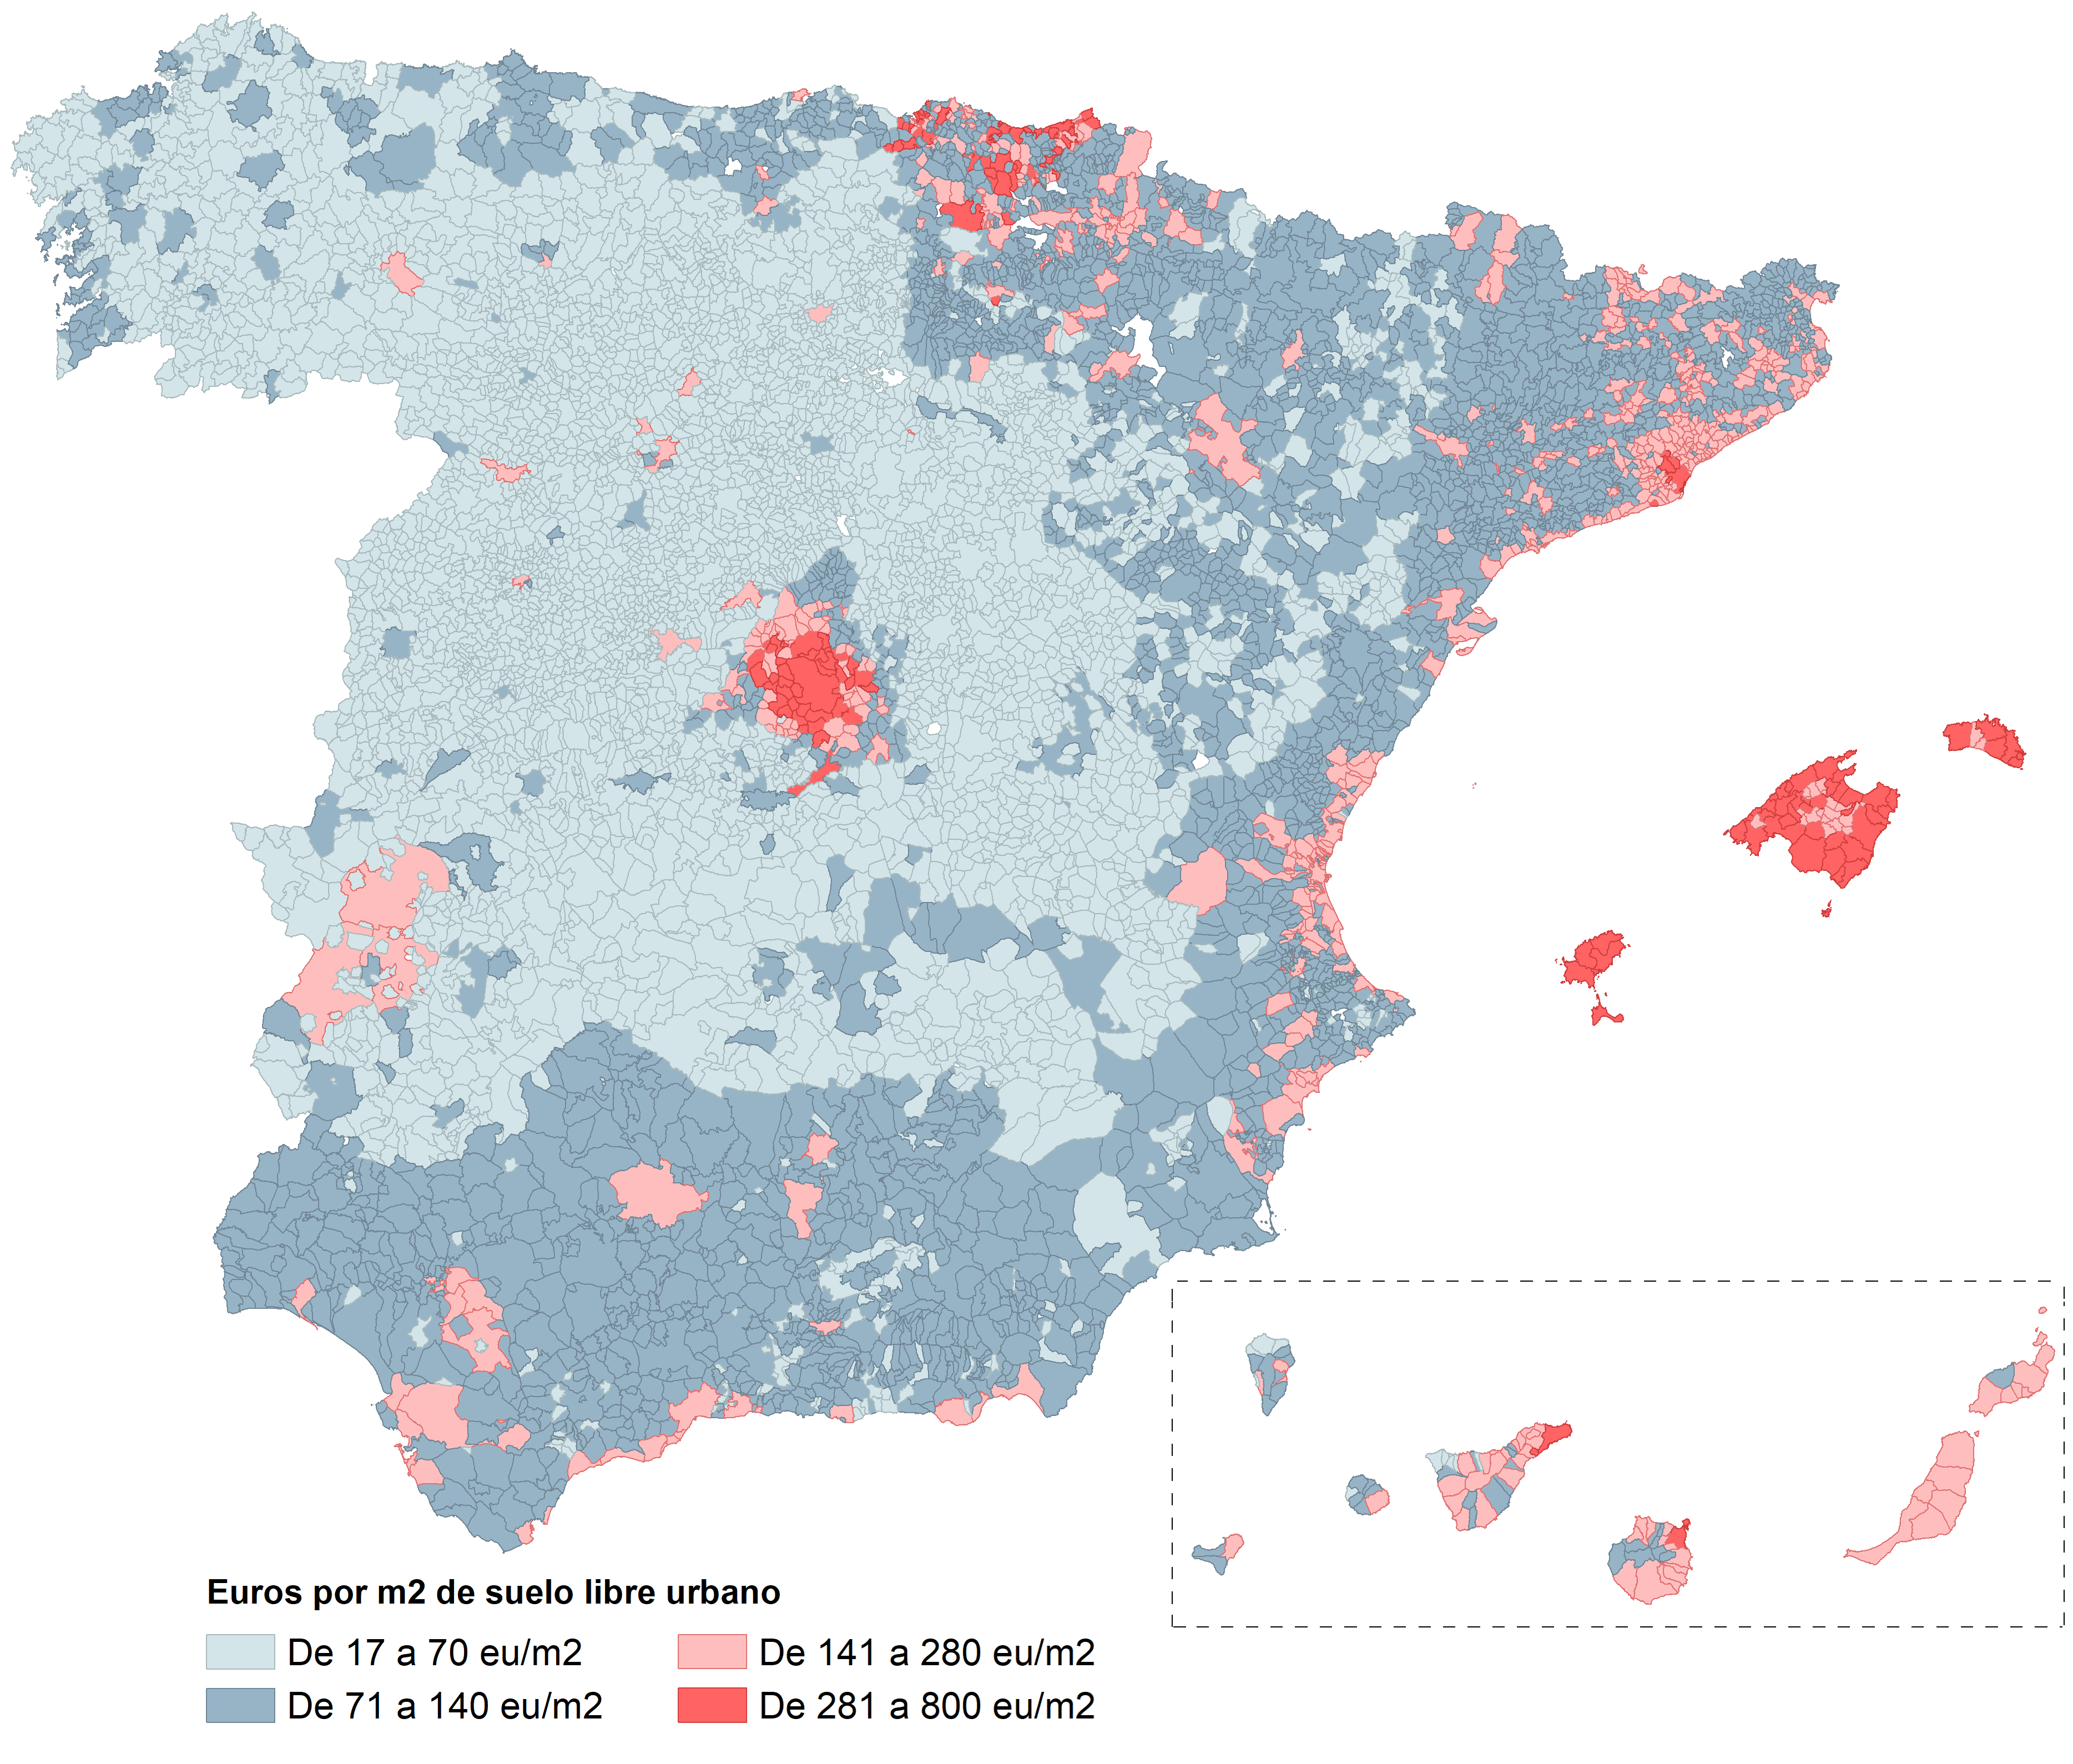 Euros por m2 de suelo libre urbano
De 17 a 70 eu/m2
De 71 a 140 eu/m2
De 141 a 280 eu/m2
De 281 a 800 eu/m2